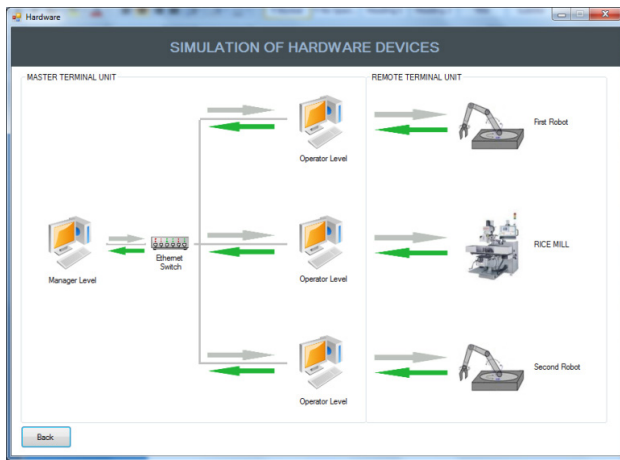 Hardware
SIMULATION OF HARDWARE DEVICES
MASTER TERMINAL UNIT
REMOTE TERMINAL UNIT
Operator Level
First Robot
Manager Level
Ethernet
Switch
Operator Level
RICE MILL
Operator Level
Second Robot
Back